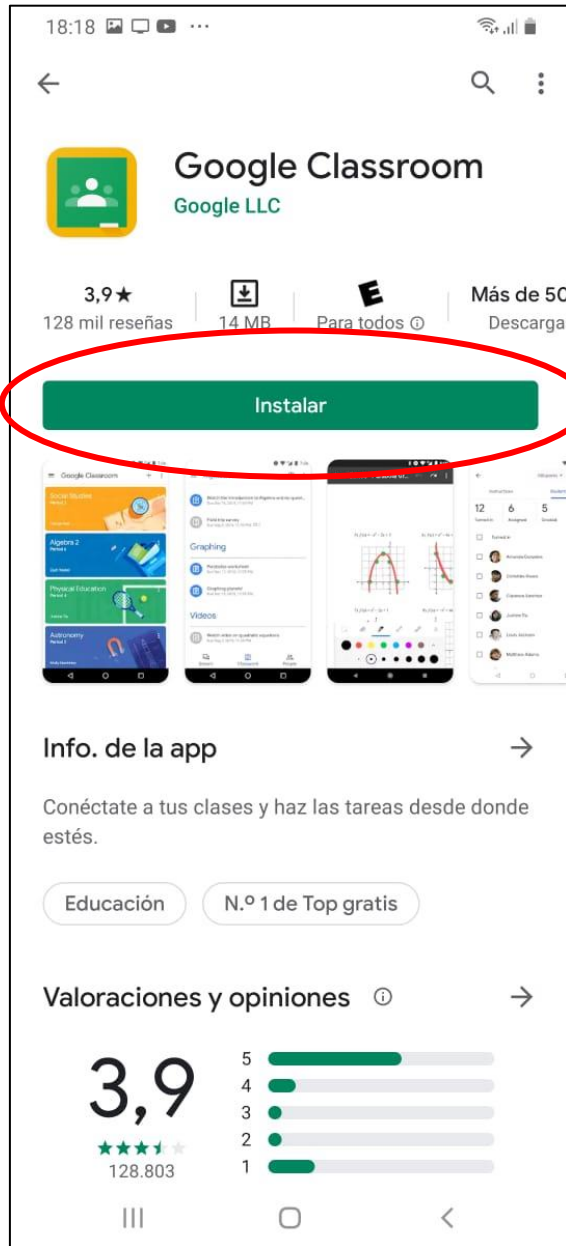 18:18
Google Classroom
Google LLC
3,9★
128 mil reseñas
14 MB
E
Para todos
Más de 50
Descarga
Instalar
Google Classroom
Social Studies
Algebra 2
Physical Education
Astronomy
Graphing
Videos
12 6 5
Info. de la app
Conéctate a tus clases y haz las tareas desde donde
estés.
Educación
N.º 1 de Top gratis
Valoraciones y opiniones
3,9
128.803
5
4
3
2
1